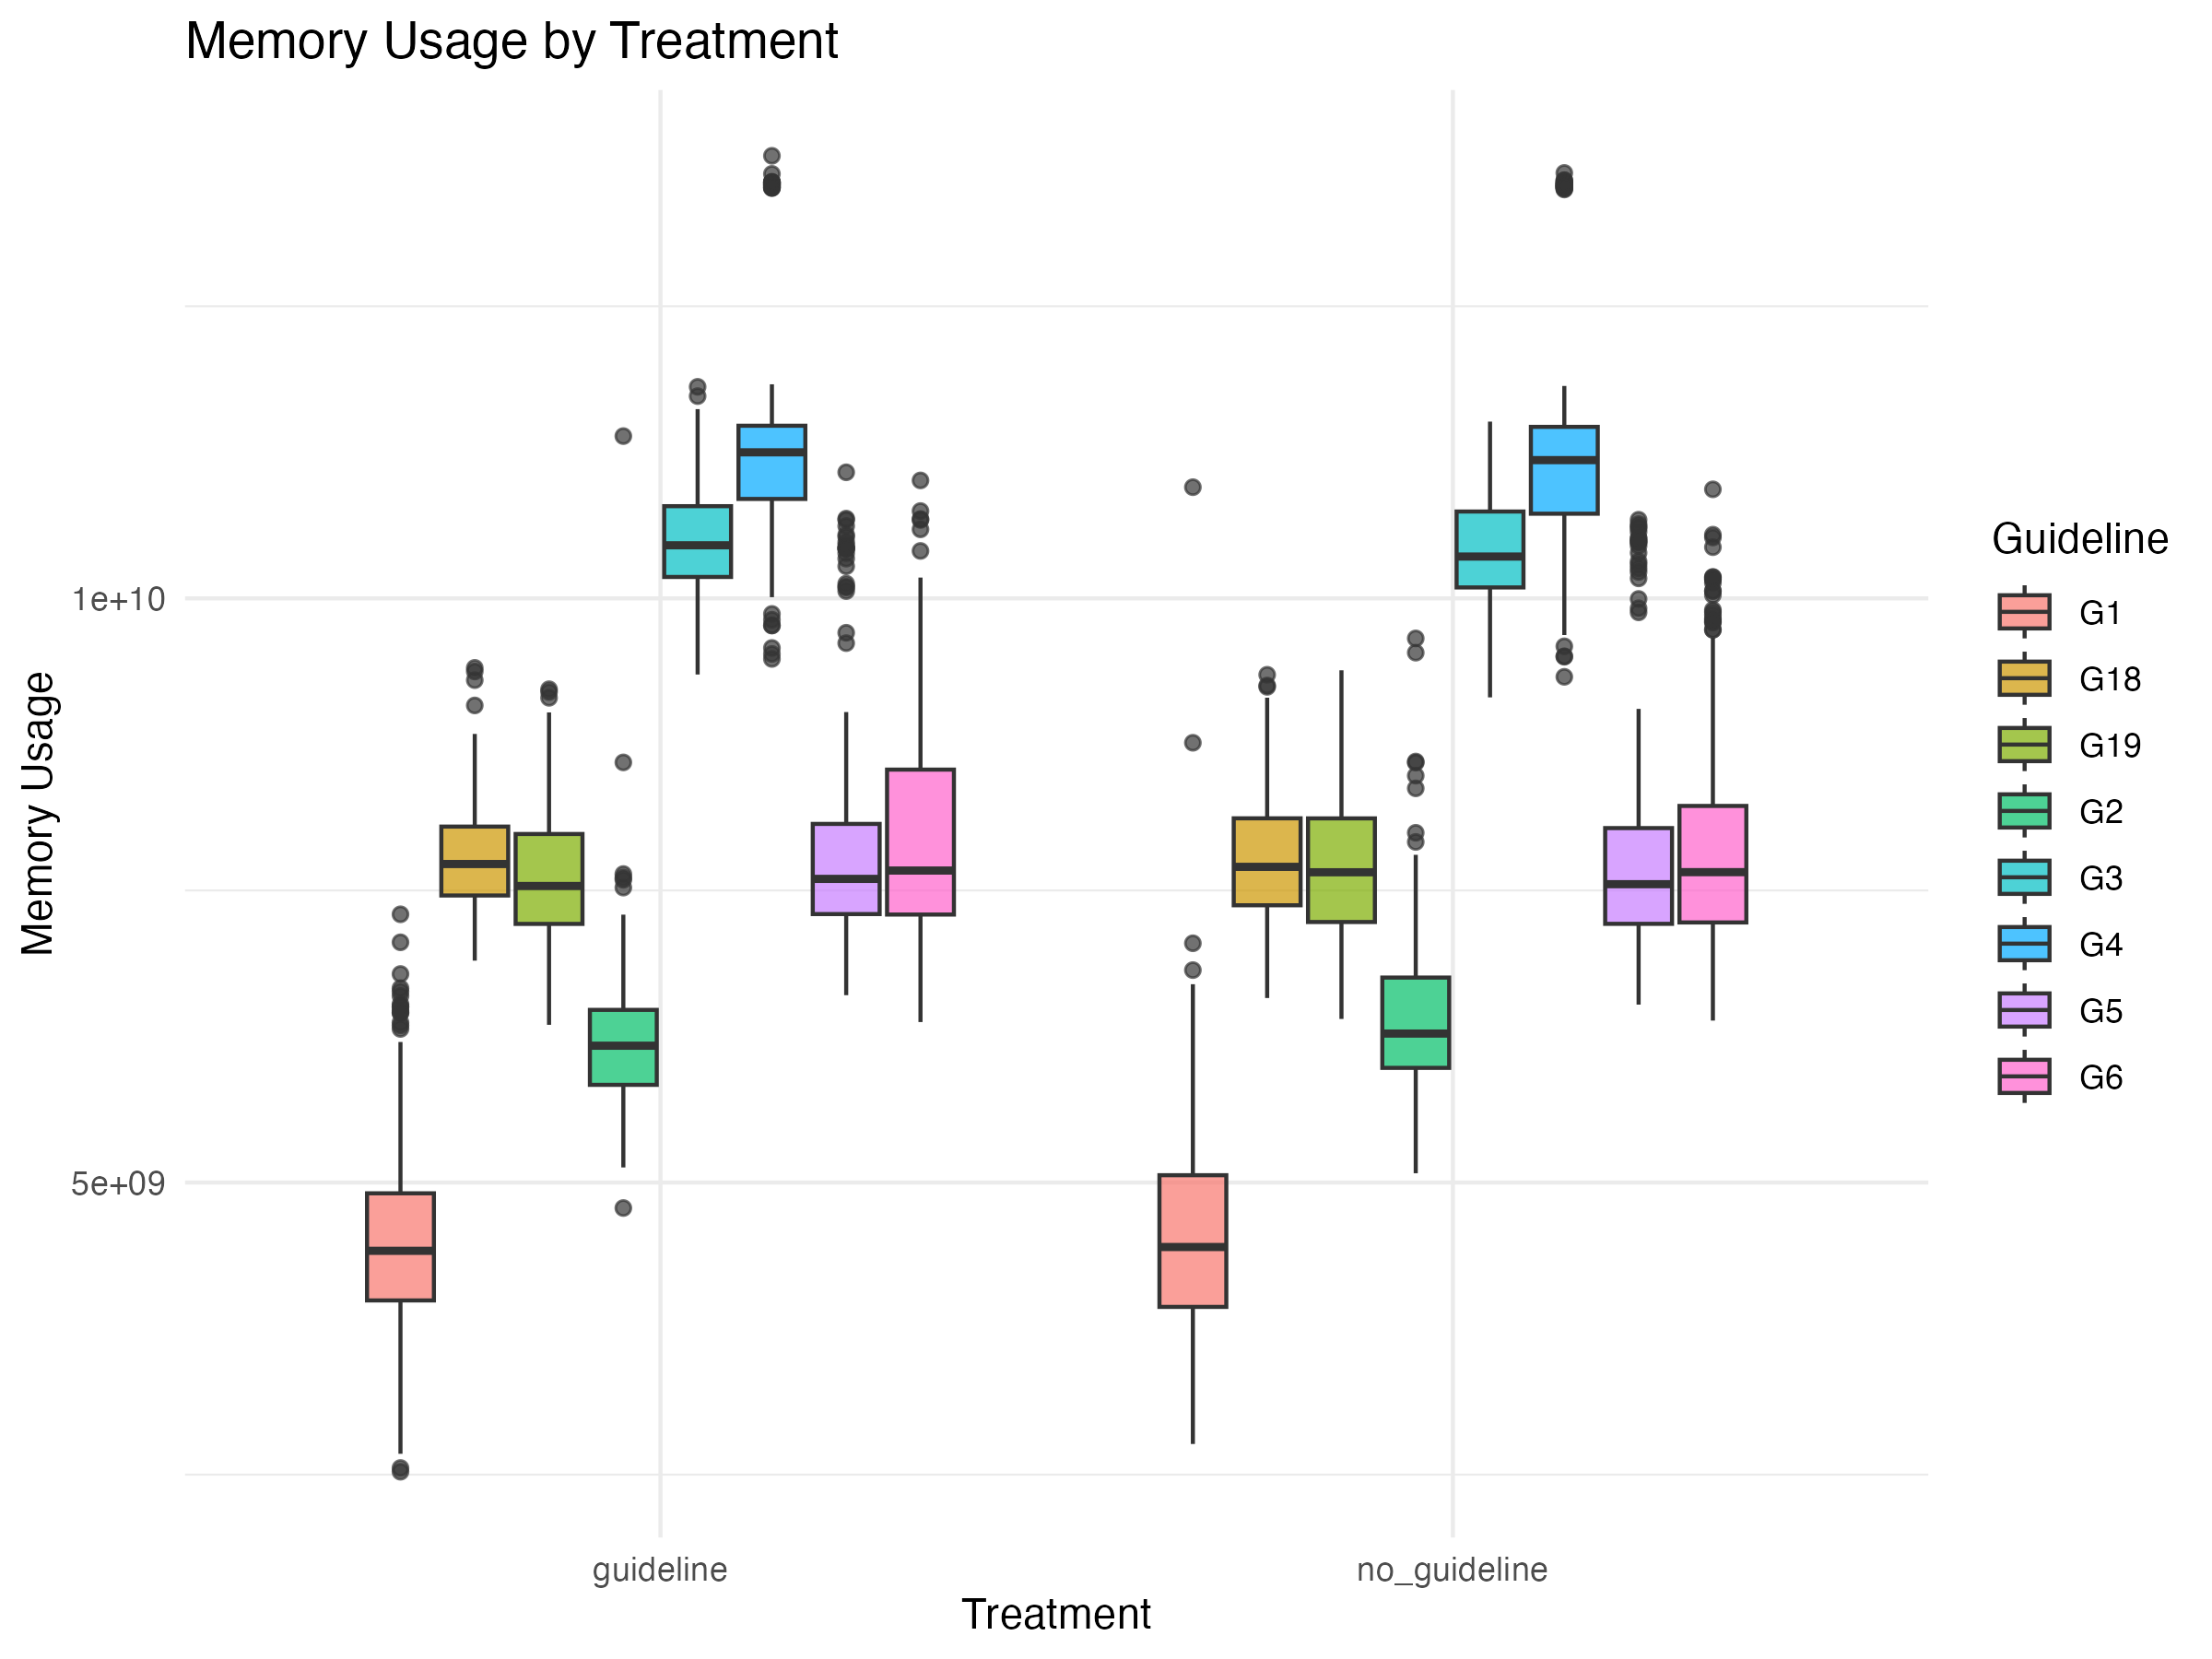 Memory Usage by Treatment
Memory Usage
1e+10
5e+09
guideline
no_guideline
Treatment
Guideline
G1
G18
G19
G2
G3
G4
G5
G6